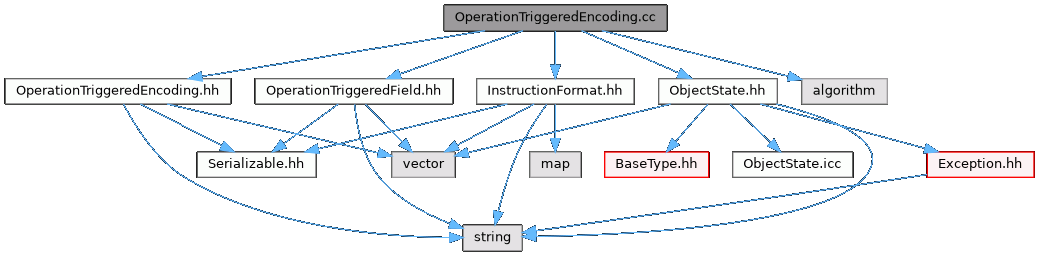 OperationTriggeredEncoding.cc
OperationTriggeredEncoding.hh
OperationTriggeredField.hh
InstructionFormat.hh
ObjectState.hh
algorithm
Serializable.hh
vector
map
BaseType.hh
ObjectState.icc
Exception.hh
string